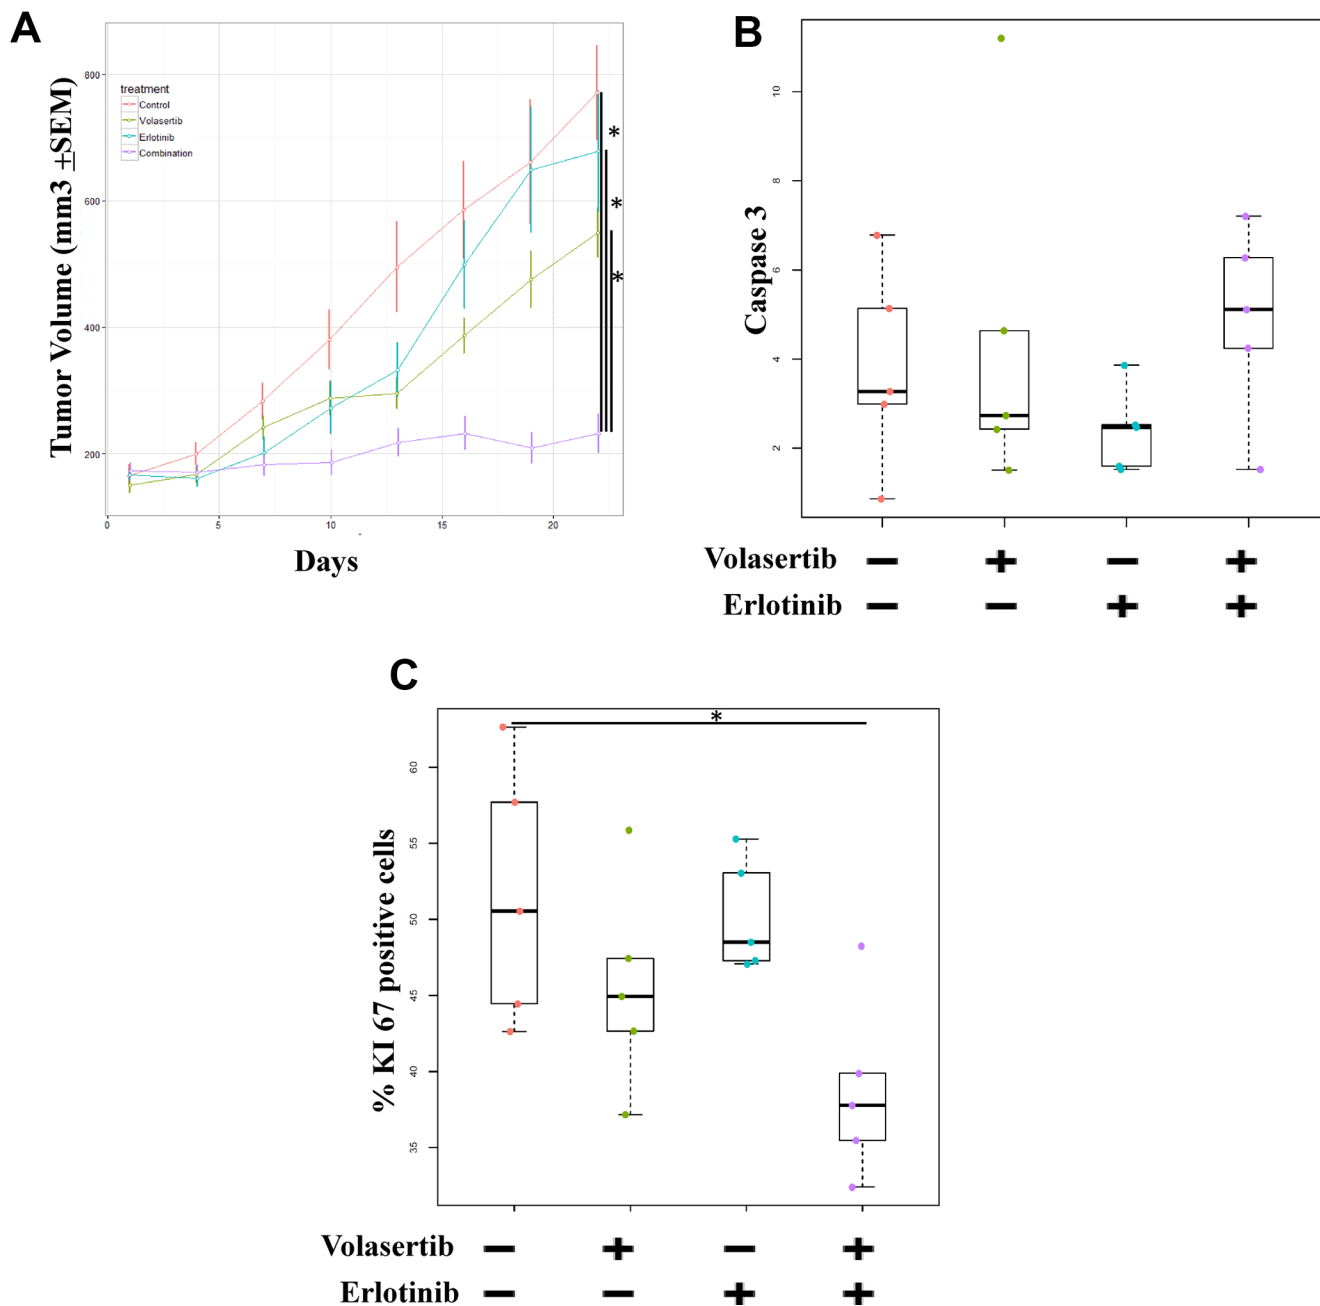 A
Tumor Volume (mm3 +SEM)
800
600
400
200
treatment
Control
Volasertib
Erlotinib
Combination
*
*
*
0 5 10 15 20
Days
B
Caspase 3
10
8
6
4
2
Volasertib − + − +
Erlotinib − − + +
C
% KI 67 positive cells
60
55
50
45
40
35
*
Volasertib − + − +
Erlotinib − − + +